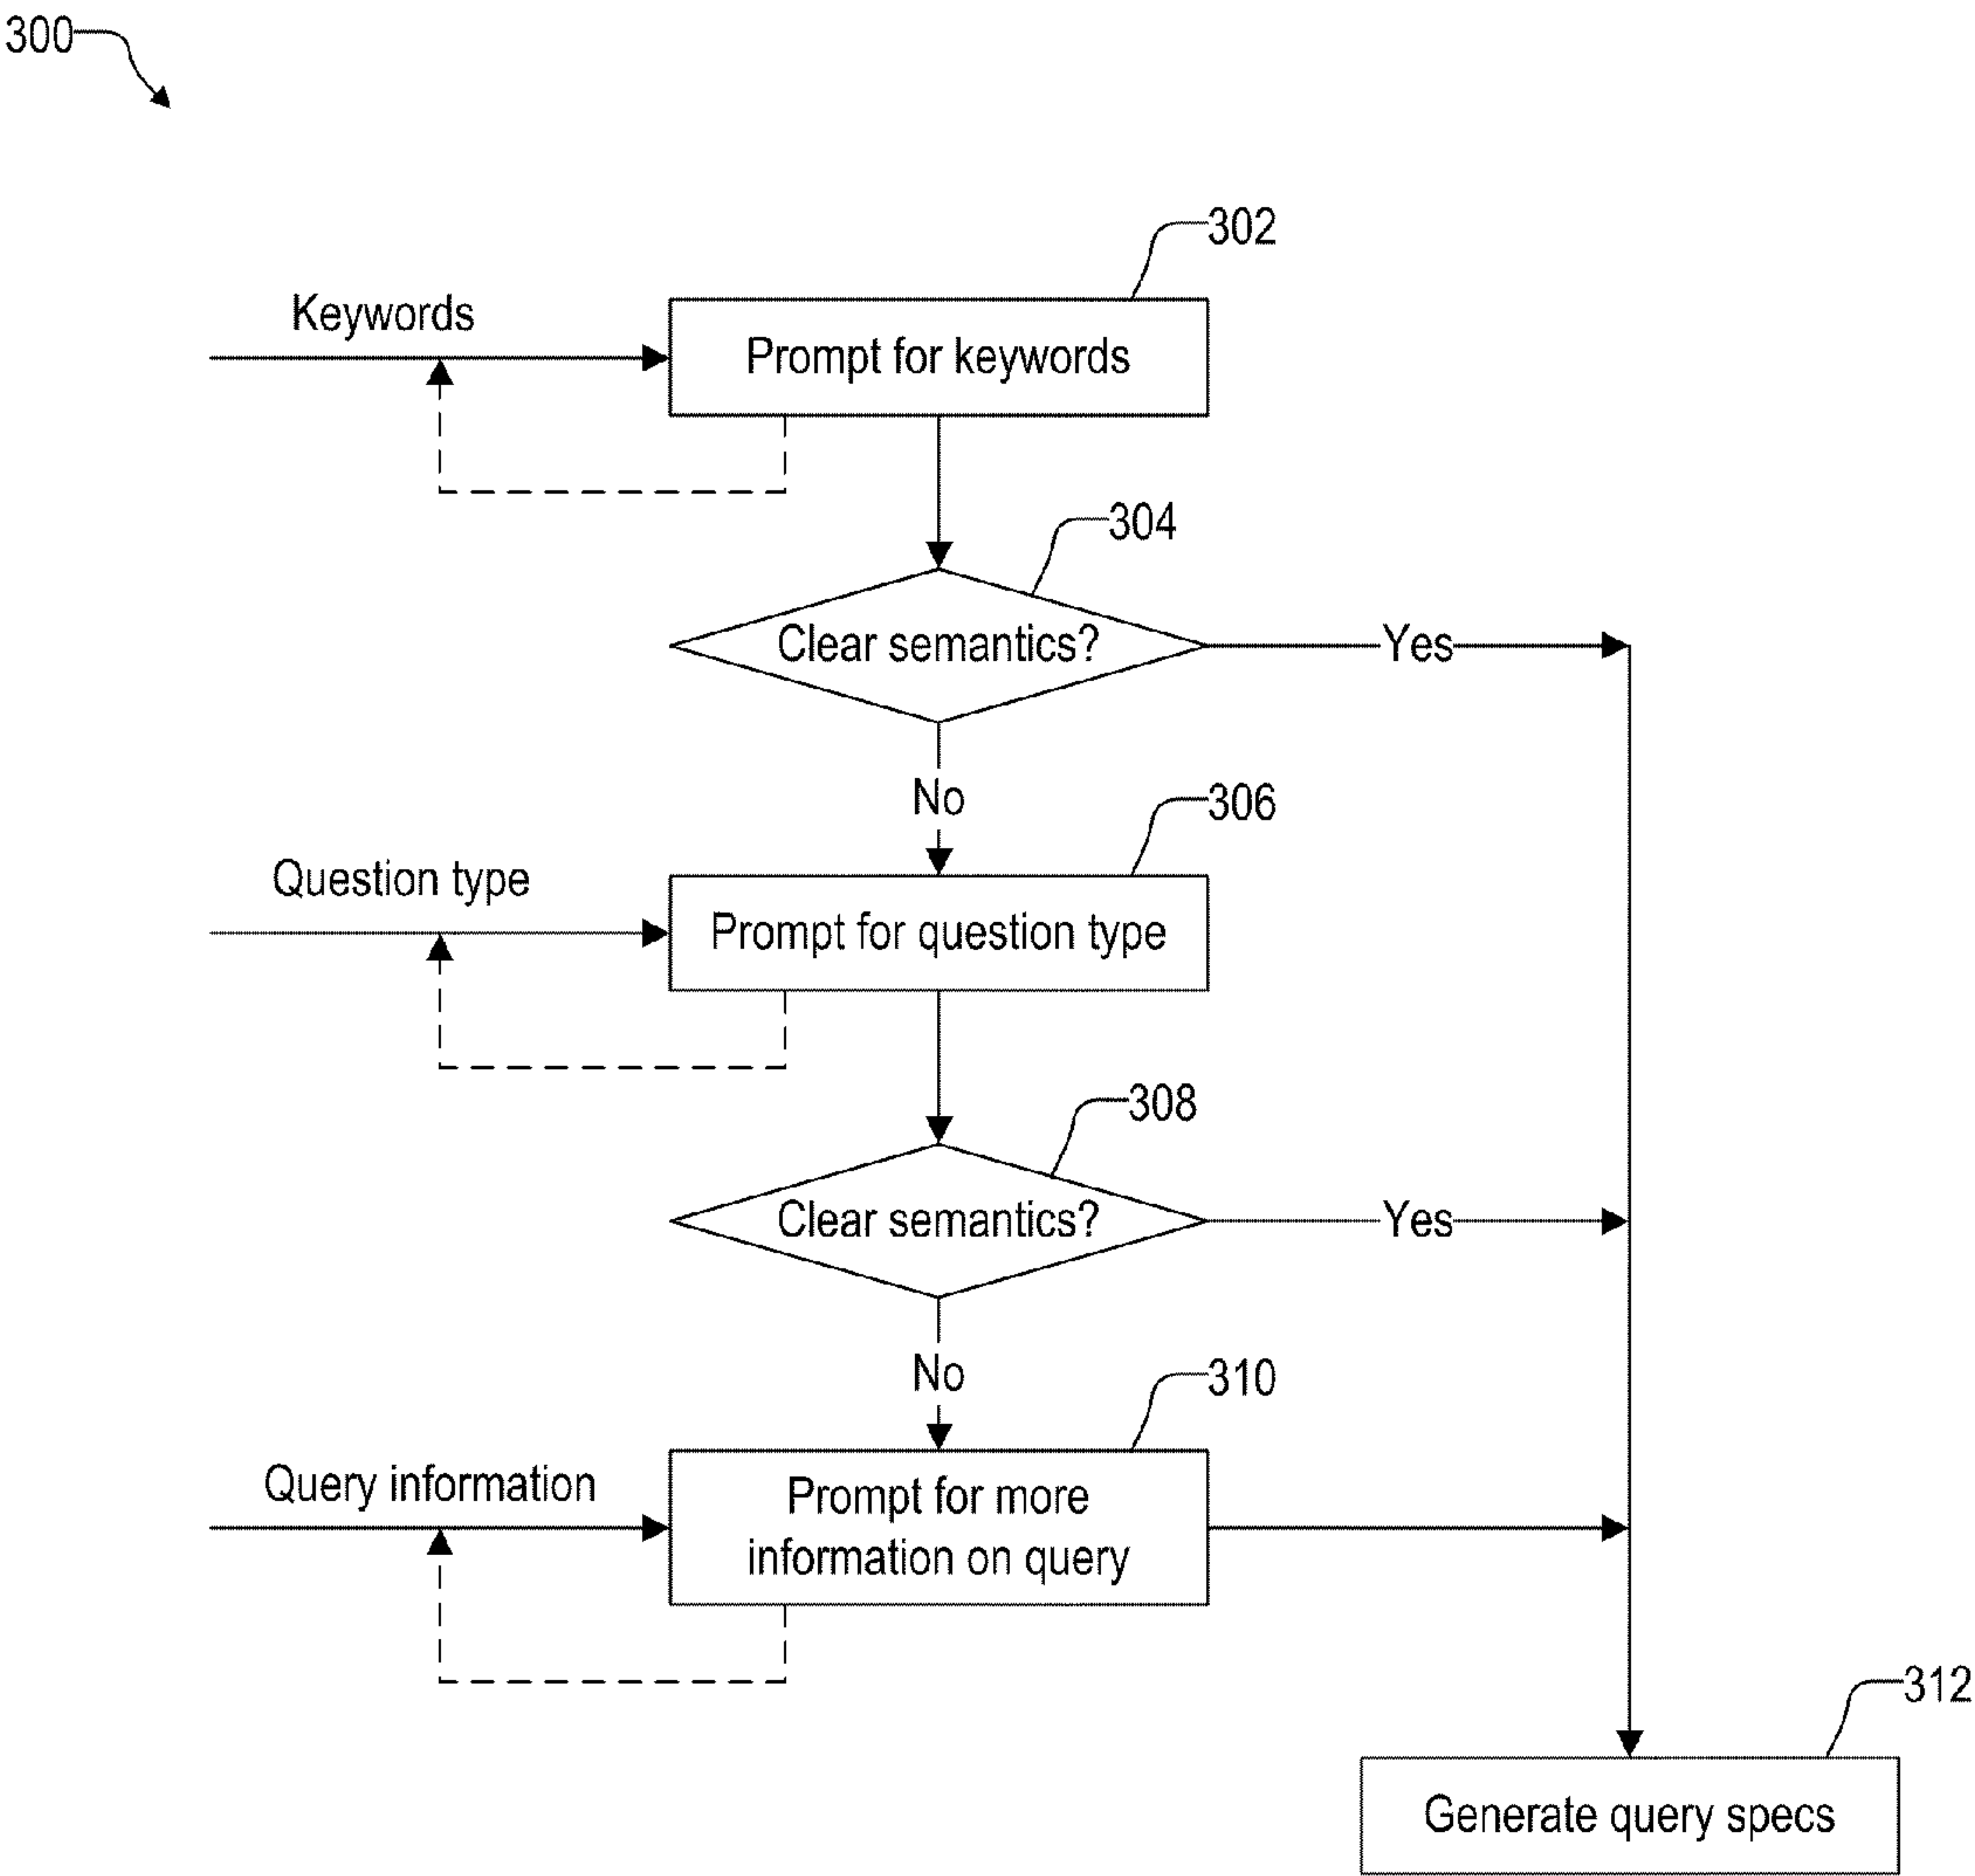 300
302
Keywords
Prompt for keywords
304
Clear semantics?
Yes
No
306
Question type
Prompt for question type
308
Clear semantics?
Yes
No
310
Query information
Prompt for more
information on query
312
Generate query specs